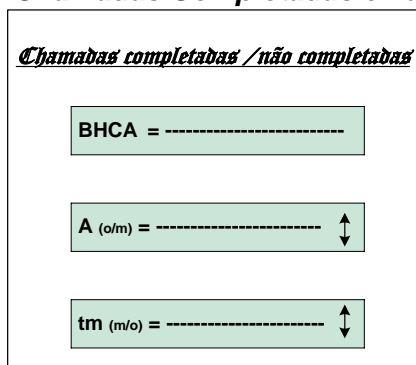 Chamadas completadas / não completadas
BHCA = --------------------------
A (o/m) = ------------------------
tm (m/o) = -----------------------